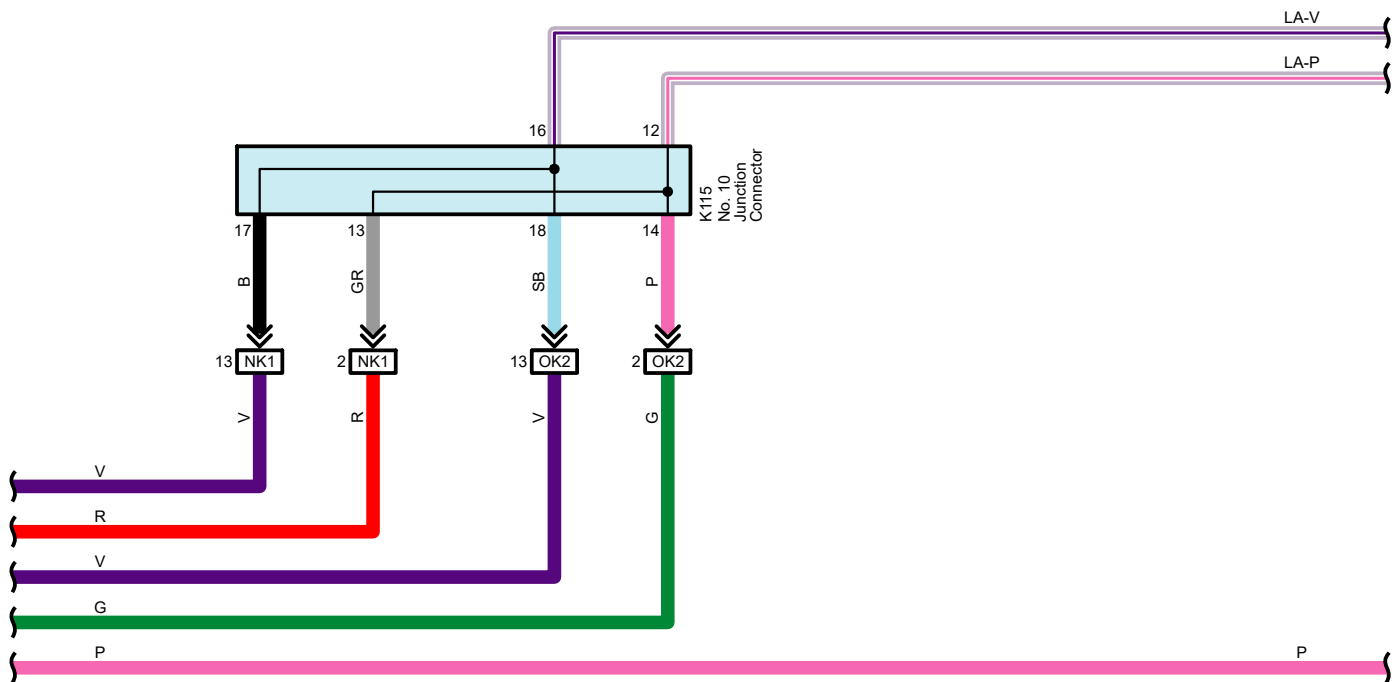 LA-V
LA-P
16
12
K115
No. 10
Junction
Connector
17
13
18
14
B
GR
SB
P
13 NK1
2 NK1
13 OK2
2 OK2
V
R
V
G
V
R
V
G
P
P